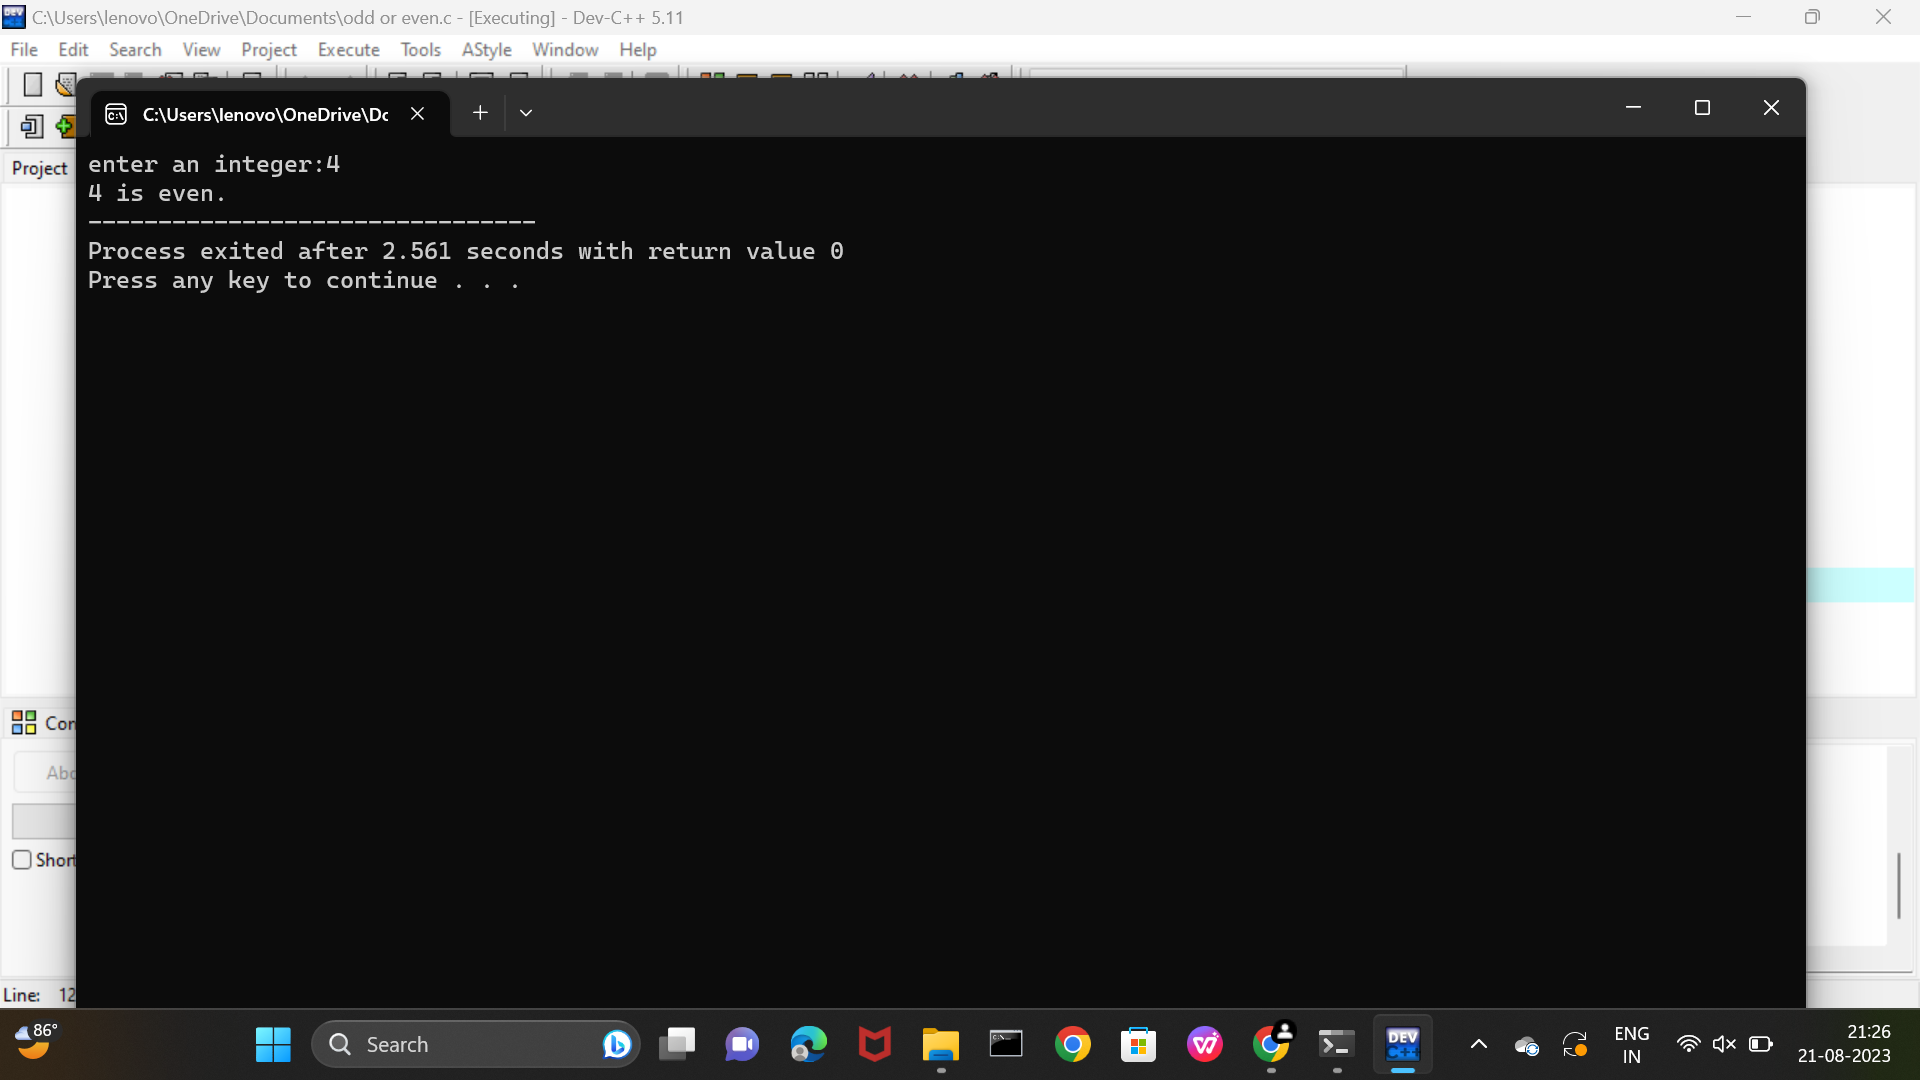 C:\Users\lenovo\OneDrive\Documents\odd or even.c - [Executing] - Dev-C++ 5.11
File Edit Search View Project Execute Tools AStyle Window Help
C:\Users\lenovo\OneDrive\Dc
Project
enter an integer:4
4 is even.
--------------------------------
Process exited after 2.561 seconds with return value 0
Press any key to continue . . .
Com
Abo
Short
Line: 12
86°
Search
DEV
C++
ENG
IN
21:26
21-08-2023